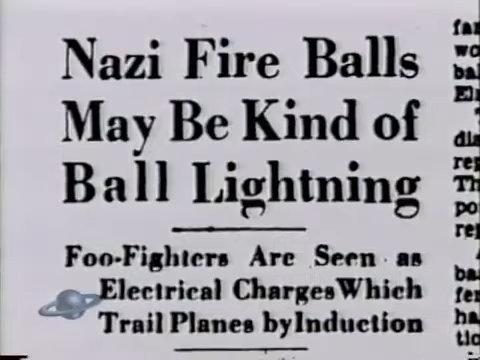 Nazi Fire Balls
May Be Kind of
Ball Lightning
Foo-Fighters Are Seen as
Electrical Charges Which
Trail Planes by Induction